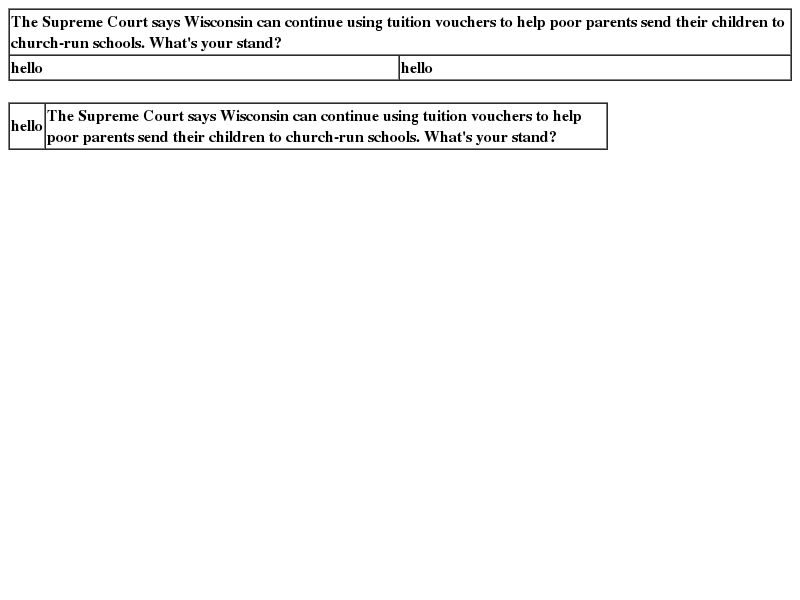 The Supreme Court says Wisconsin can continue using tuition vouchers to help poor parents send their children to
church-run schools. What's your stand?
hello hello
hello
The Supreme Court says Wisconsin can continue using tuition vouchers to help
poor parents send their children to church-run schools. What's your stand?